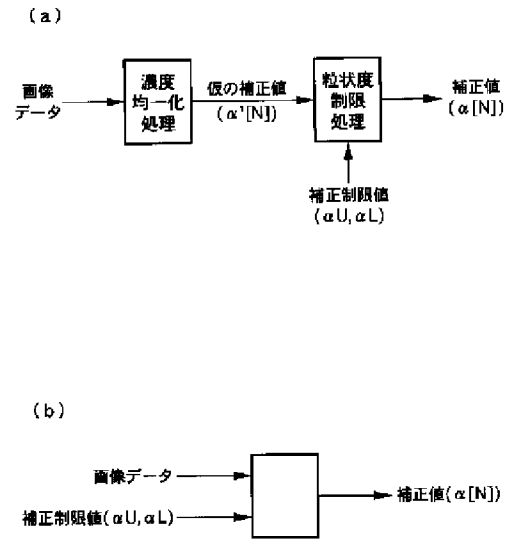 (a)
画像
データ
濃度
均一化
処理
仮の補正値
(α'[N])
粒状度
制限
処理
補正値
(α[N])
補正制限値
(αU,αL)
(b)
画像データ
補正制限値(αU,αL)
補正値(α[N])